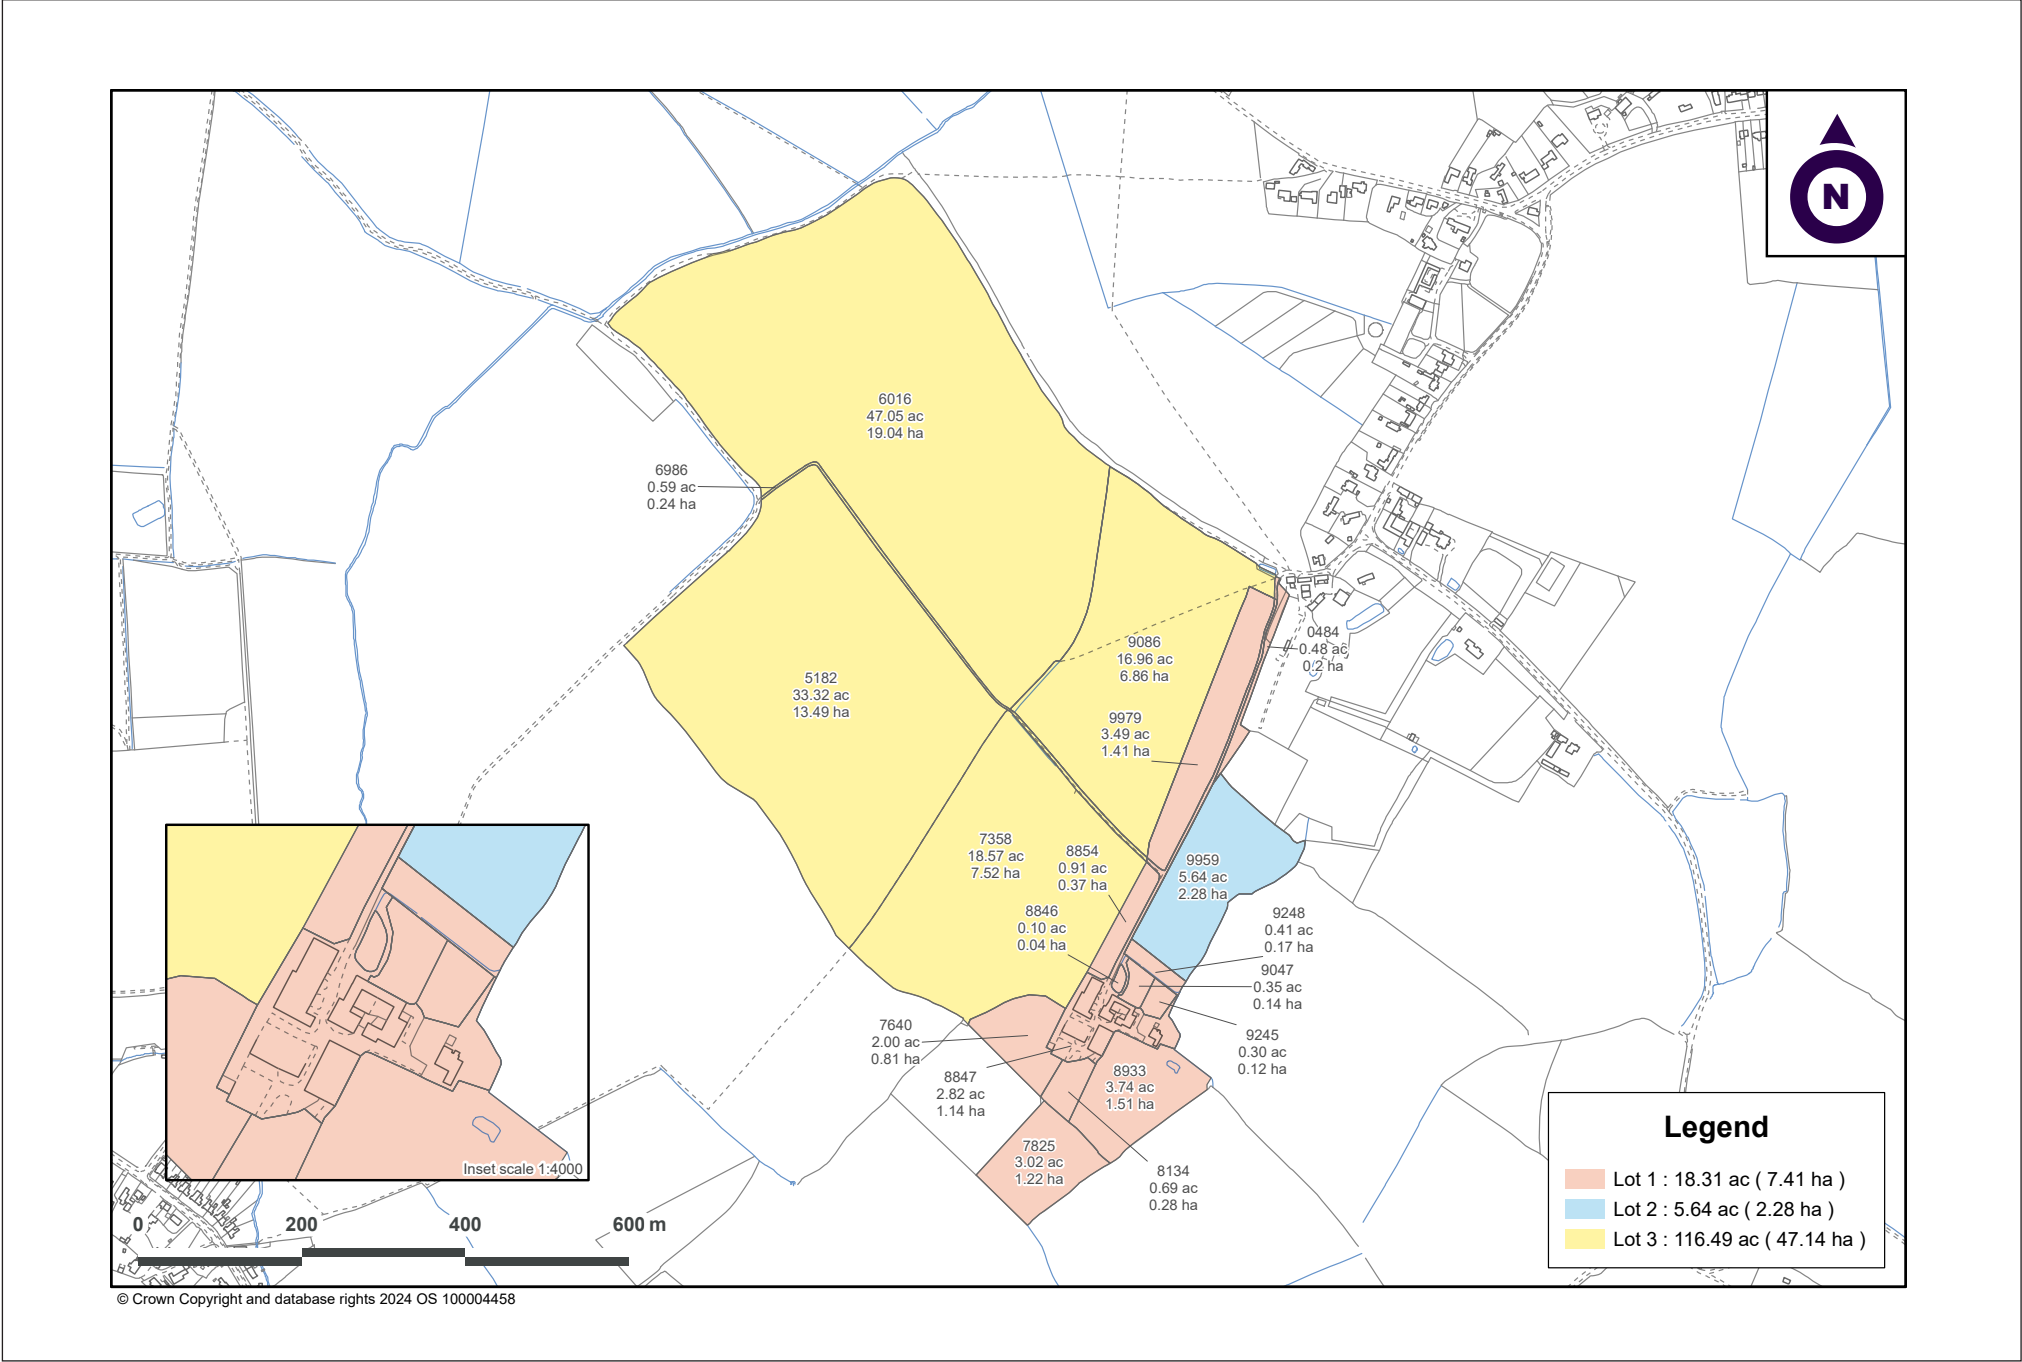 N
6016
47.05 ac
19.04 ha
6986
0.59 ac
0.24 ha
0484
0.48 ac
0.2 ha
9086
16.96 ac
6.86 ha
5182
33.32 ac
13.49 ha
9979
3.49 ac
1.41 ha
7358
18.57 ac
7.52 ha
8854
0.91 ac
0.37 ha
9959
5.64 ac
2.28 ha
8846
0.10 ac
0.04 ha
9248
0.41 ac
0.17 ha
9047
0.35 ac
0.14 ha
9245
0.30 ac
0.12 ha
7640
2.00 ac
0.81 ha
8847
2.82 ac
1.14 ha
8933
3.74 ac
1.51 ha
7825
3.02 ac
1.22 ha
8134
0.69 ac
0.28 ha
Inset scale 1:4000
0 200 400 600 m
Legend
Lot 1 : 18.31 ac ( 7.41 ha )
Lot 2 : 5.64 ac ( 2.28 ha )
Lot 3 : 116.49 ac ( 47.14 ha )
© Crown Copyright and database rights 2024 OS 100004458